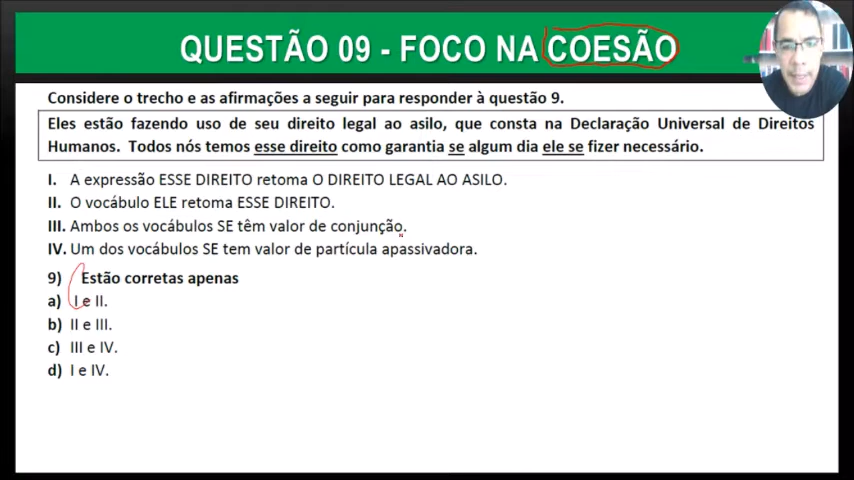 QUESTÃO 09 - FOCO NA COESÃO
Considere o trecho e as afirmações a seguir para responder à questão 9.
Eles estão fazendo uso de seu direito legal ao asilo, que consta na Declaração Universal de Direitos
Humanos. Todos nós temos esse direito como garantia se algum dia ele se fizer necessário.
I. A expressão ESSE DIREITO retoma O DIREITO LEGAL AO ASILO.
II. O vocábulo ELE retoma ESSE DIREITO.
III. Ambos os vocábulos SE têm valor de conjunção.
IV. Um dos vocábulos SE tem valor de partícula apassivadora.
9) Estão corretas apenas
a) I e II.
b) II e III.
c) III e IV.
d) I e IV.